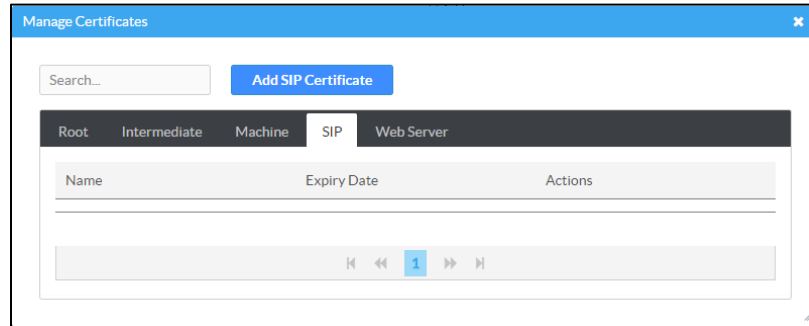 Manage Certificates
Search...
Add SIP Certificate
Root Intermediate Machine SIP Web Server
Name Expiry Date Actions
1